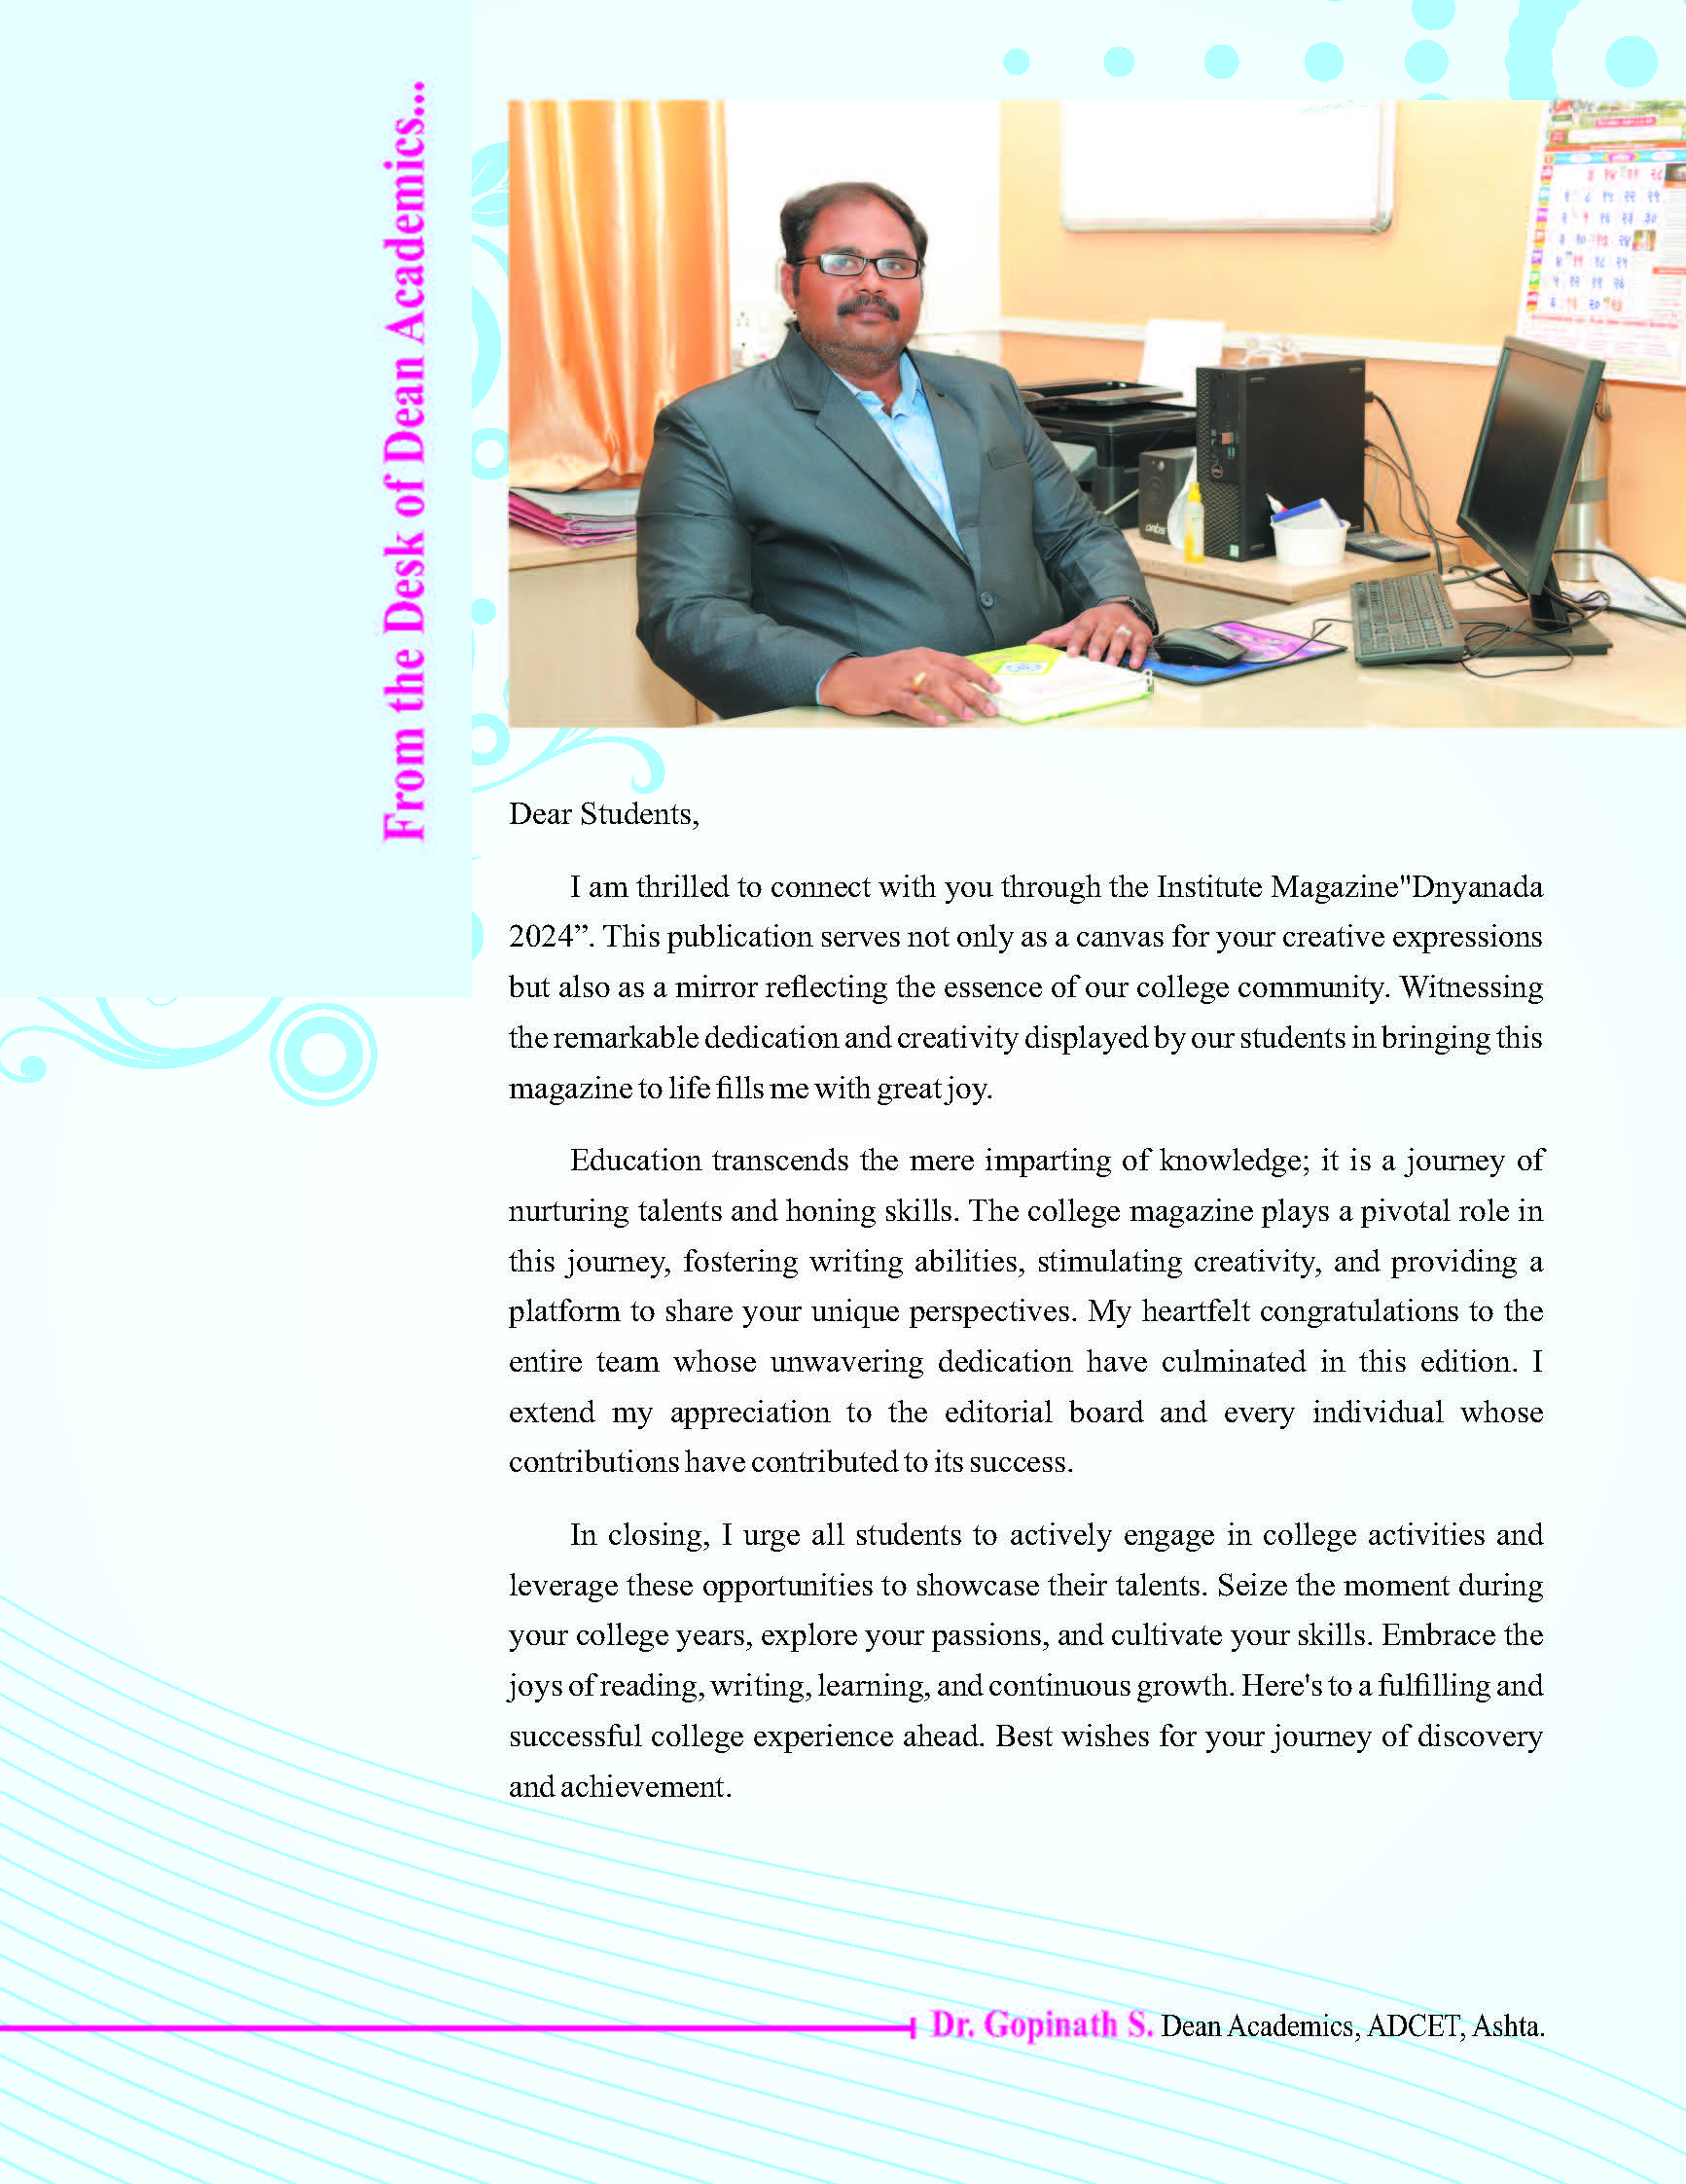 From the Desk of Dean Academics...
Dear Students,
I am thrilled to connect with you through the Institute Magazine"Dnyanada
2024”. This publication serves not only as a canvas for your creative expressions
but also as a mirror reflecting the essence of our college community. Witnessing
the remarkable dedication and creativity displayed by our students in bringing this
magazine to life fills me with great joy.
Education transcends the mere imparting of knowledge; it is a journey of
nurturing talents and honing skills. The college magazine plays a pivotal role in
this journey, fostering writing abilities, stimulating creativity, and providing a
platform to share your unique perspectives. My heartfelt congratulations to the
entire team whose unwavering dedication have culminated in this edition. I
extend my appreciation to the editorial board and every individual whose
contributions have contributed to its success.
In closing, I urge all students to actively engage in college activities and
leverage these opportunities to showcase their talents. Seize the moment during
your college years, explore your passions, and cultivate your skills. Embrace the
joys of reading, writing, learning, and continuous growth. Here's to a fulfilling and
successful college experience ahead. Best wishes for your journey of discovery
and achievement.
Dr. Gopinath S. Dean Academics, ADCET, Ashta.